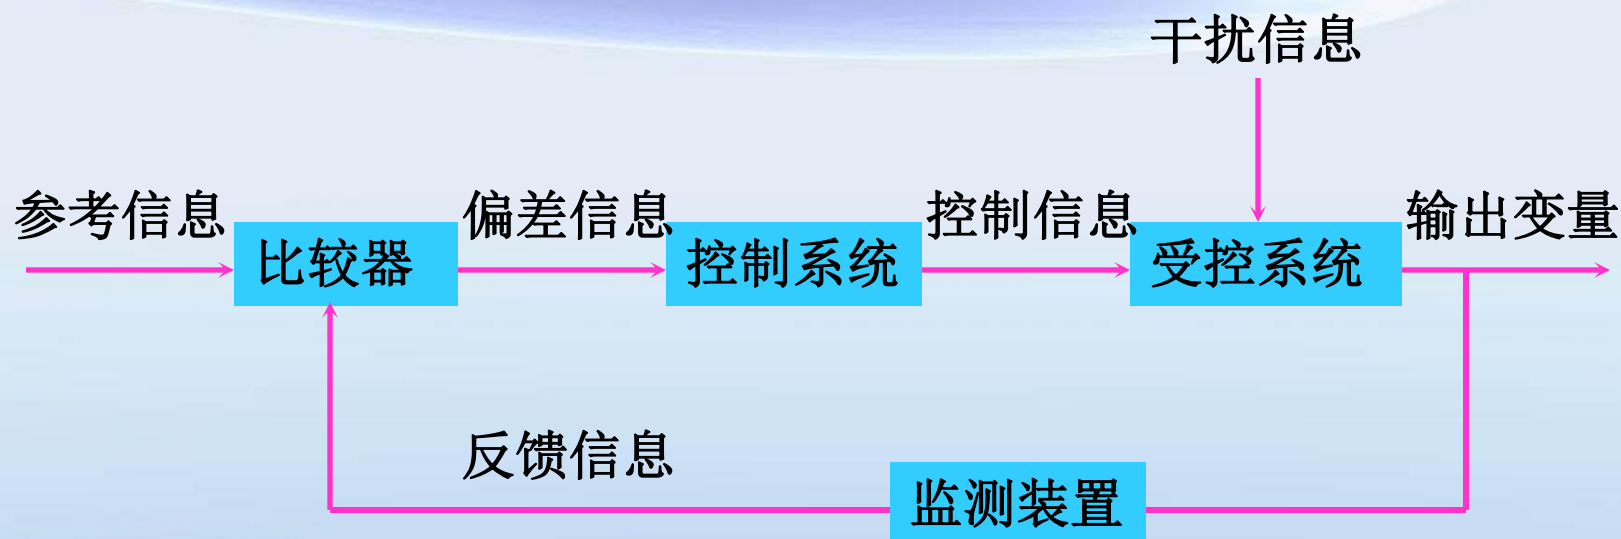 干扰信息
参考信息
偏差信息
控制信息
输出变量
比较器
控制系统
受控系统
反馈信息
监测装置